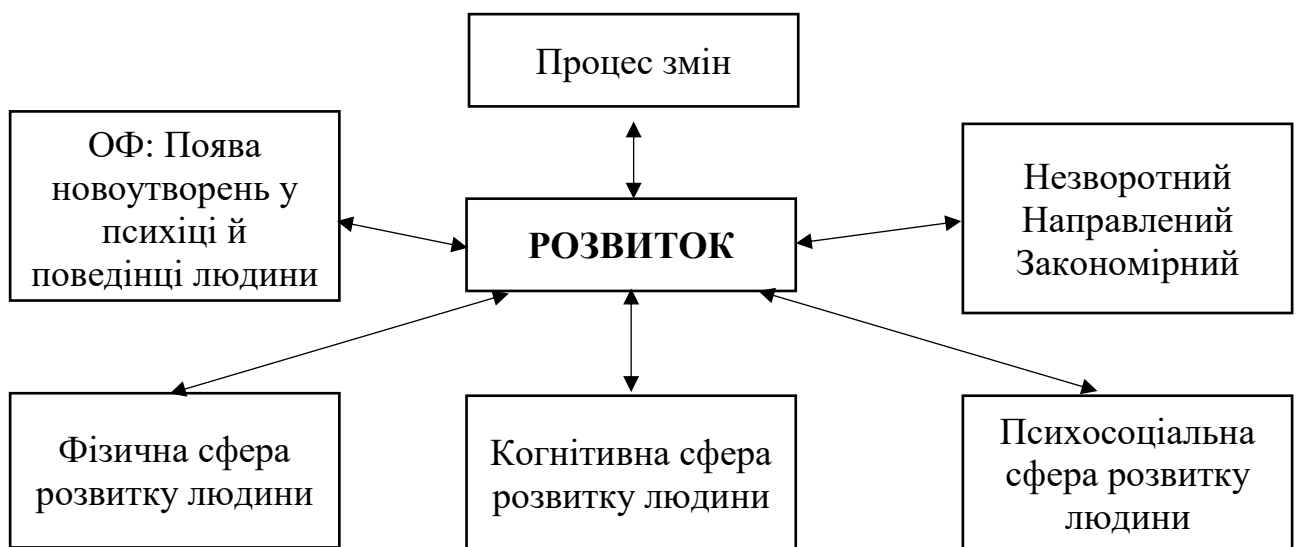 Процес змін
ОФ: Поява
новоутворень у
психіці й
поведінці людини
РОЗВИТОК
Незворотний
Направлений
Закономірний
Фізична сфера
розвитку людини
Когнітивна сфера
розвитку людини
Психосоціальна
сфера розвитку
людини